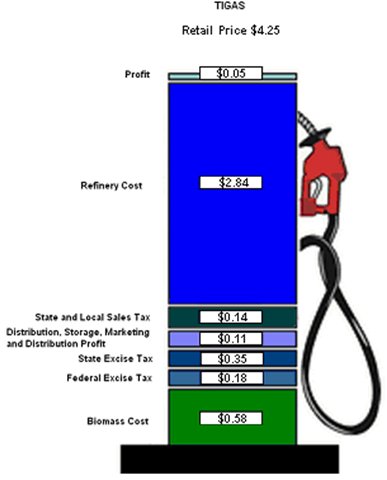 TIGAS
Retail Price $4.25
Profit
$0.05
Refinery Cost
$2.84
State and Local Sales Tax
$0.14
Distribution, Storage, Marketing
and Distribution Profit
$0.11
State Excise Tax
$0.35
Federal Excise Tax
$0.18
Biomass Cost
$0.58